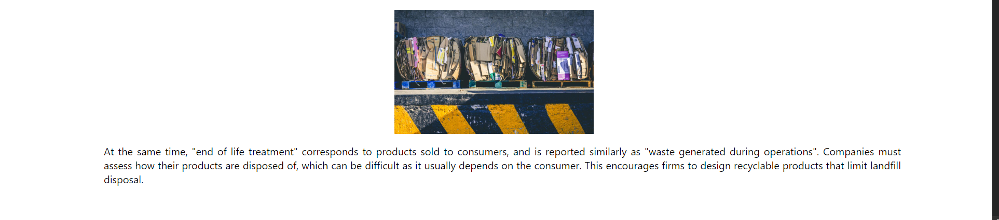 At the same time, "end of life treatment" corresponds to products sold to consumers, and is reported similarly as "waste generated during operations". Companies must
assess how their products are disposed of, which can be difficult as it usually depends on the consumer. This encourages firms to design recyclable products that limit landfill
disposal.